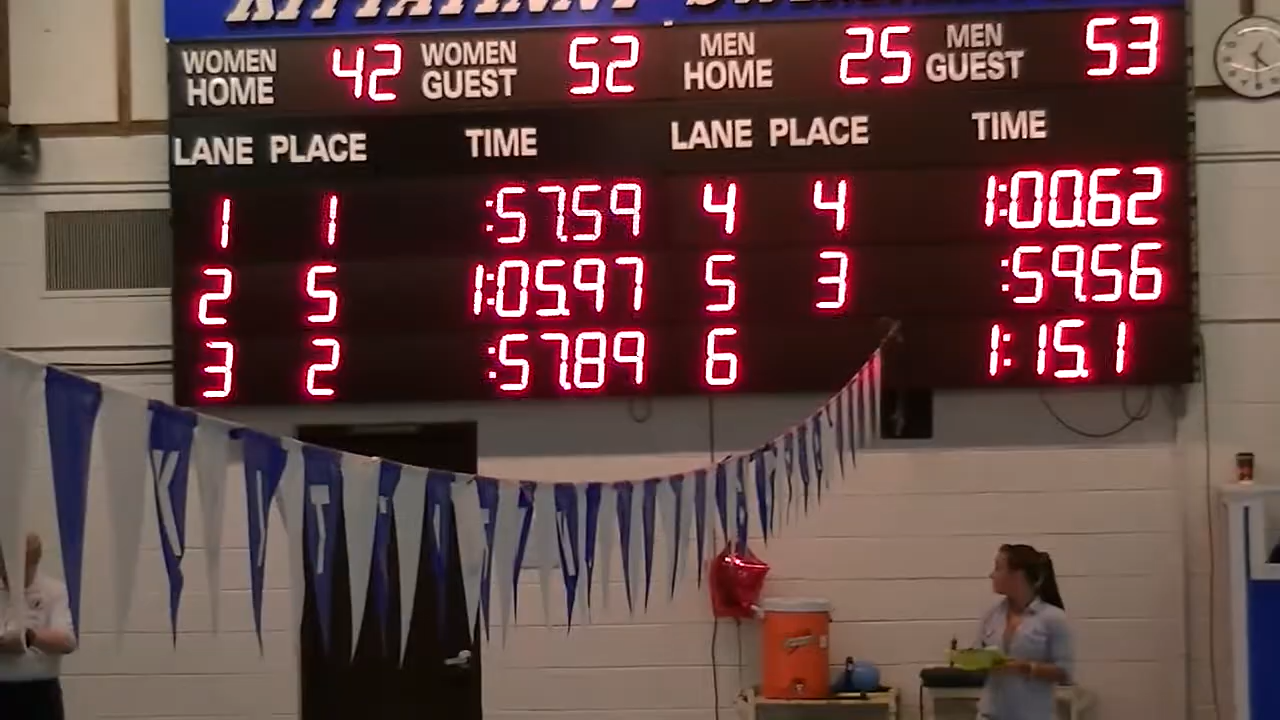 KITTATINNY
WOMEN HOME 42 WOMEN GUEST 52 MEN HOME 25 MEN GUEST 53
LANE PLACE TIME LANE PLACE TIME
1 1 :57.59 4 4 1:00.62
2 5 1:05.97 5 3 :59.56
3 2 :57.89 6 1:15.1
K I T T